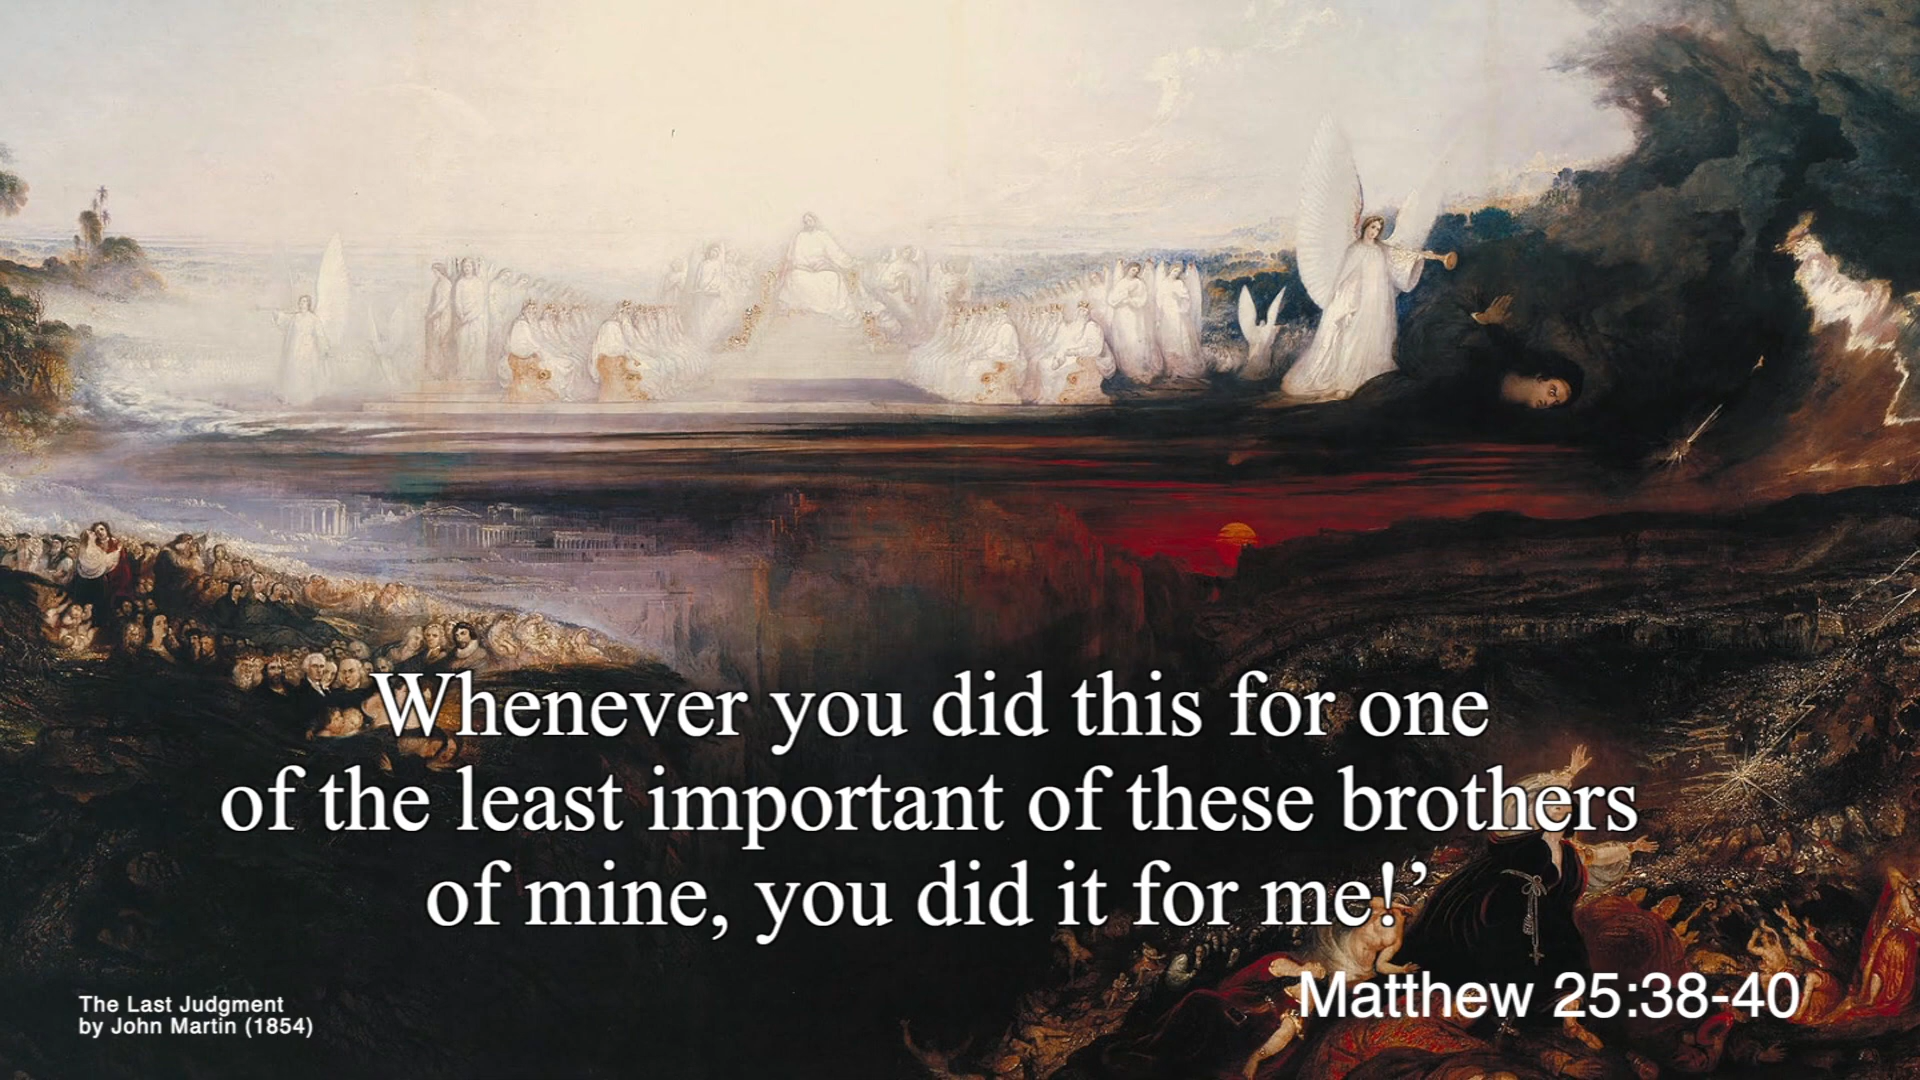 Whenever you did this for one
of the least important of these brothers
of mine, you did it for me!’
Matthew 25:38-40
The Last Judgment
by John Martin (1854)